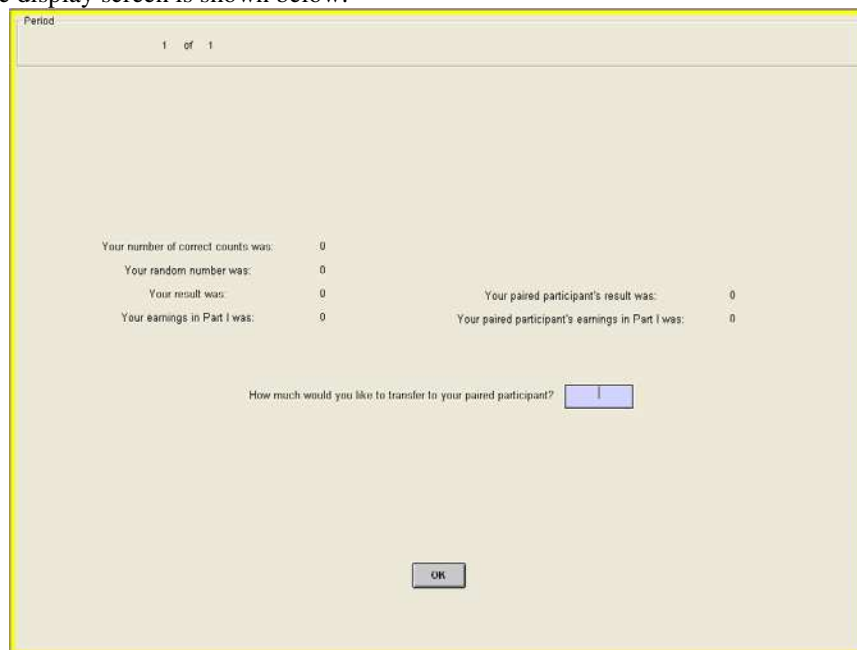 e display screen is shown below.
Period
1 of 1
Your number of correct counts was: 0
Your random number was: 0
Your result was: 0 Your paired participant's result was: 0
Your earnings in Part I was: 0 Your paired participant's earnings in Part I was: 0
How much would you like to transfer to your paired participant?
OK